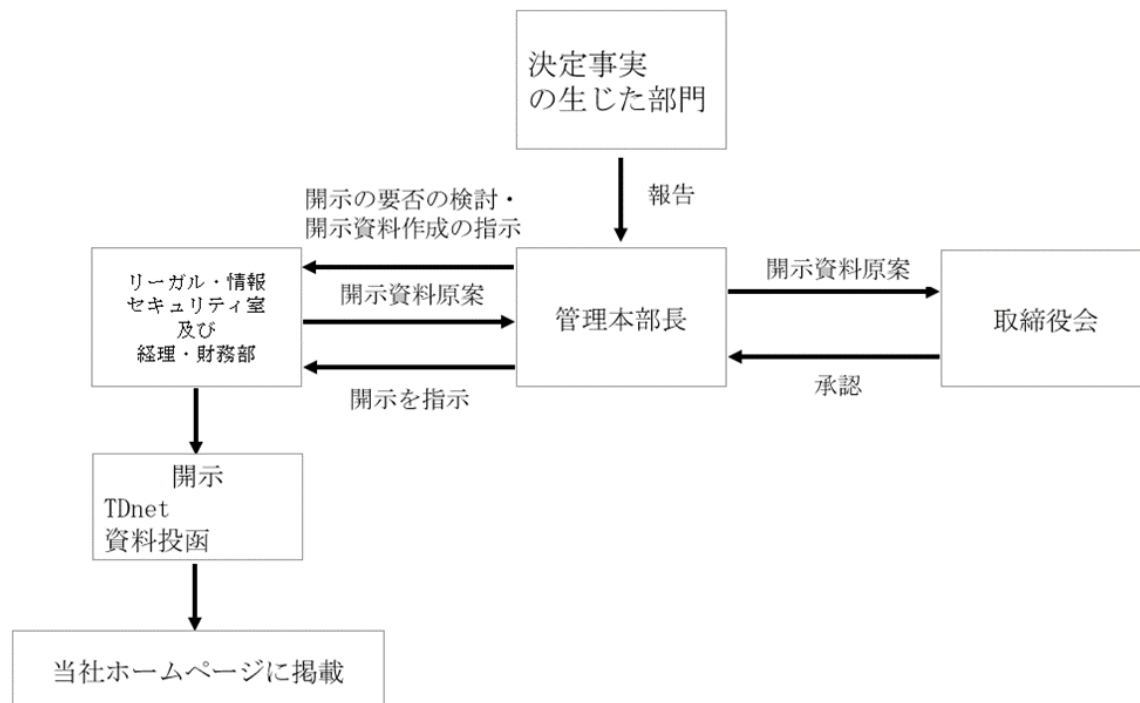 決定事実
の生じた部門
報告
開示の要否の検討・
開示資料作成の指示
リーガル・情報
セキュリティ室
及び
経理・財務部
開示資料原案
開示を指示
管理本部長
開示資料原案
承認
取締役会
開示
TDnet
資料投函
当社ホームページに掲載